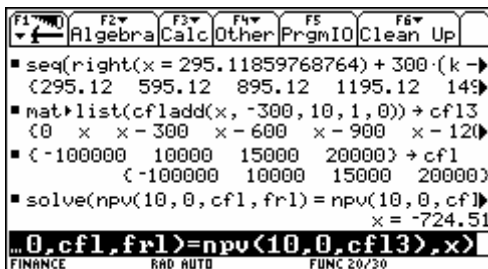 F1 F2 F3 F4 F5 F6
Algebra Calc Other PrgmIO Clean Up
▪ seq(right(x = 295.11859768764) + 300·(k -
{295.12 595.12 895.12 1195.12 149
▪ mat▸list(cfladd(x, -300, 10, 1, 0)) → cfl3
{0 x x - 300 x - 600 x - 900 x - 120
▪ {-100000 10000 15000 20000} → cfl
{-100000 10000 15000 20000}
▪ solve(npv(10, 0, cfl, frl) = npv(10, 0, cfl
x = -724.51
…0,cfl,frl)=npv(10,0,cfl3),x)
FINANCE RAD AUTO FUNC 20/30